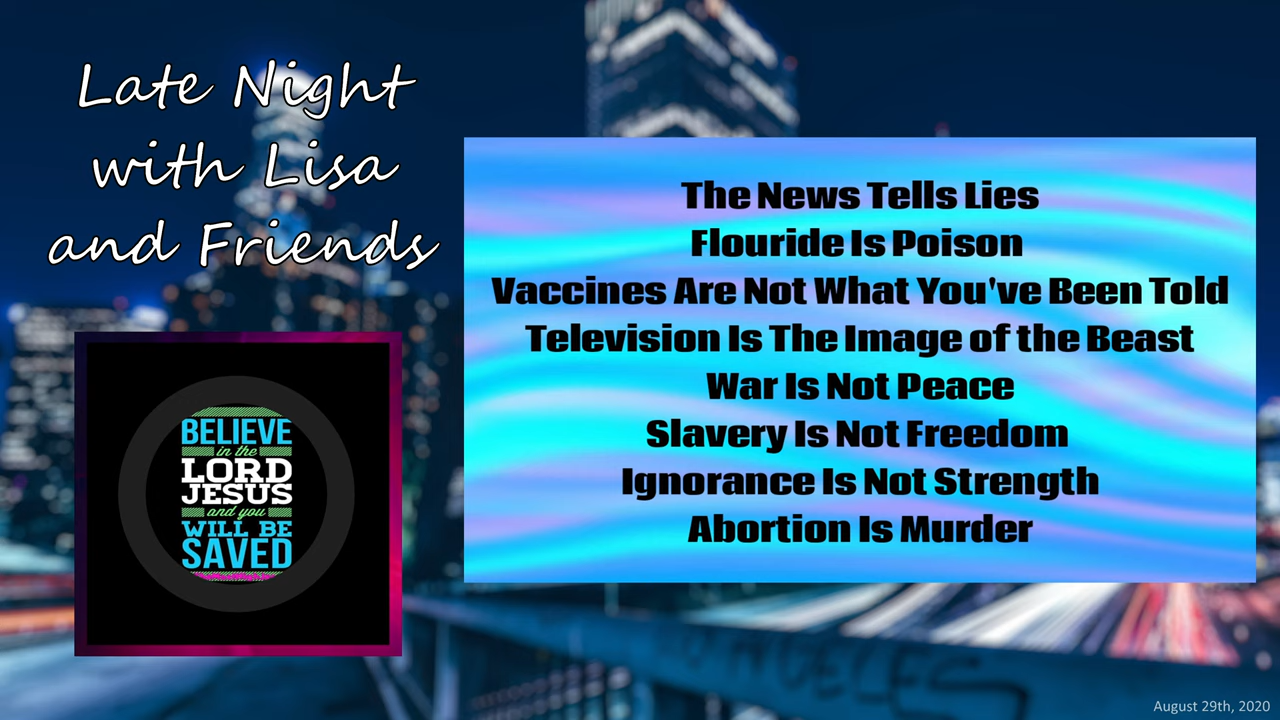 Late Night
with Lisa
and Friends
The News Tells Lies
Flouride Is Poison
Vaccines Are Not What You've Been Told
Television Is The Image of the Beast
War Is Not Peace
Slavery Is Not Freedom
Ignorance Is Not Strength
Abortion Is Murder
BELIEVE
in the
LORD
JESUS
and you
WILL BE
SAVED
August 29th, 2020